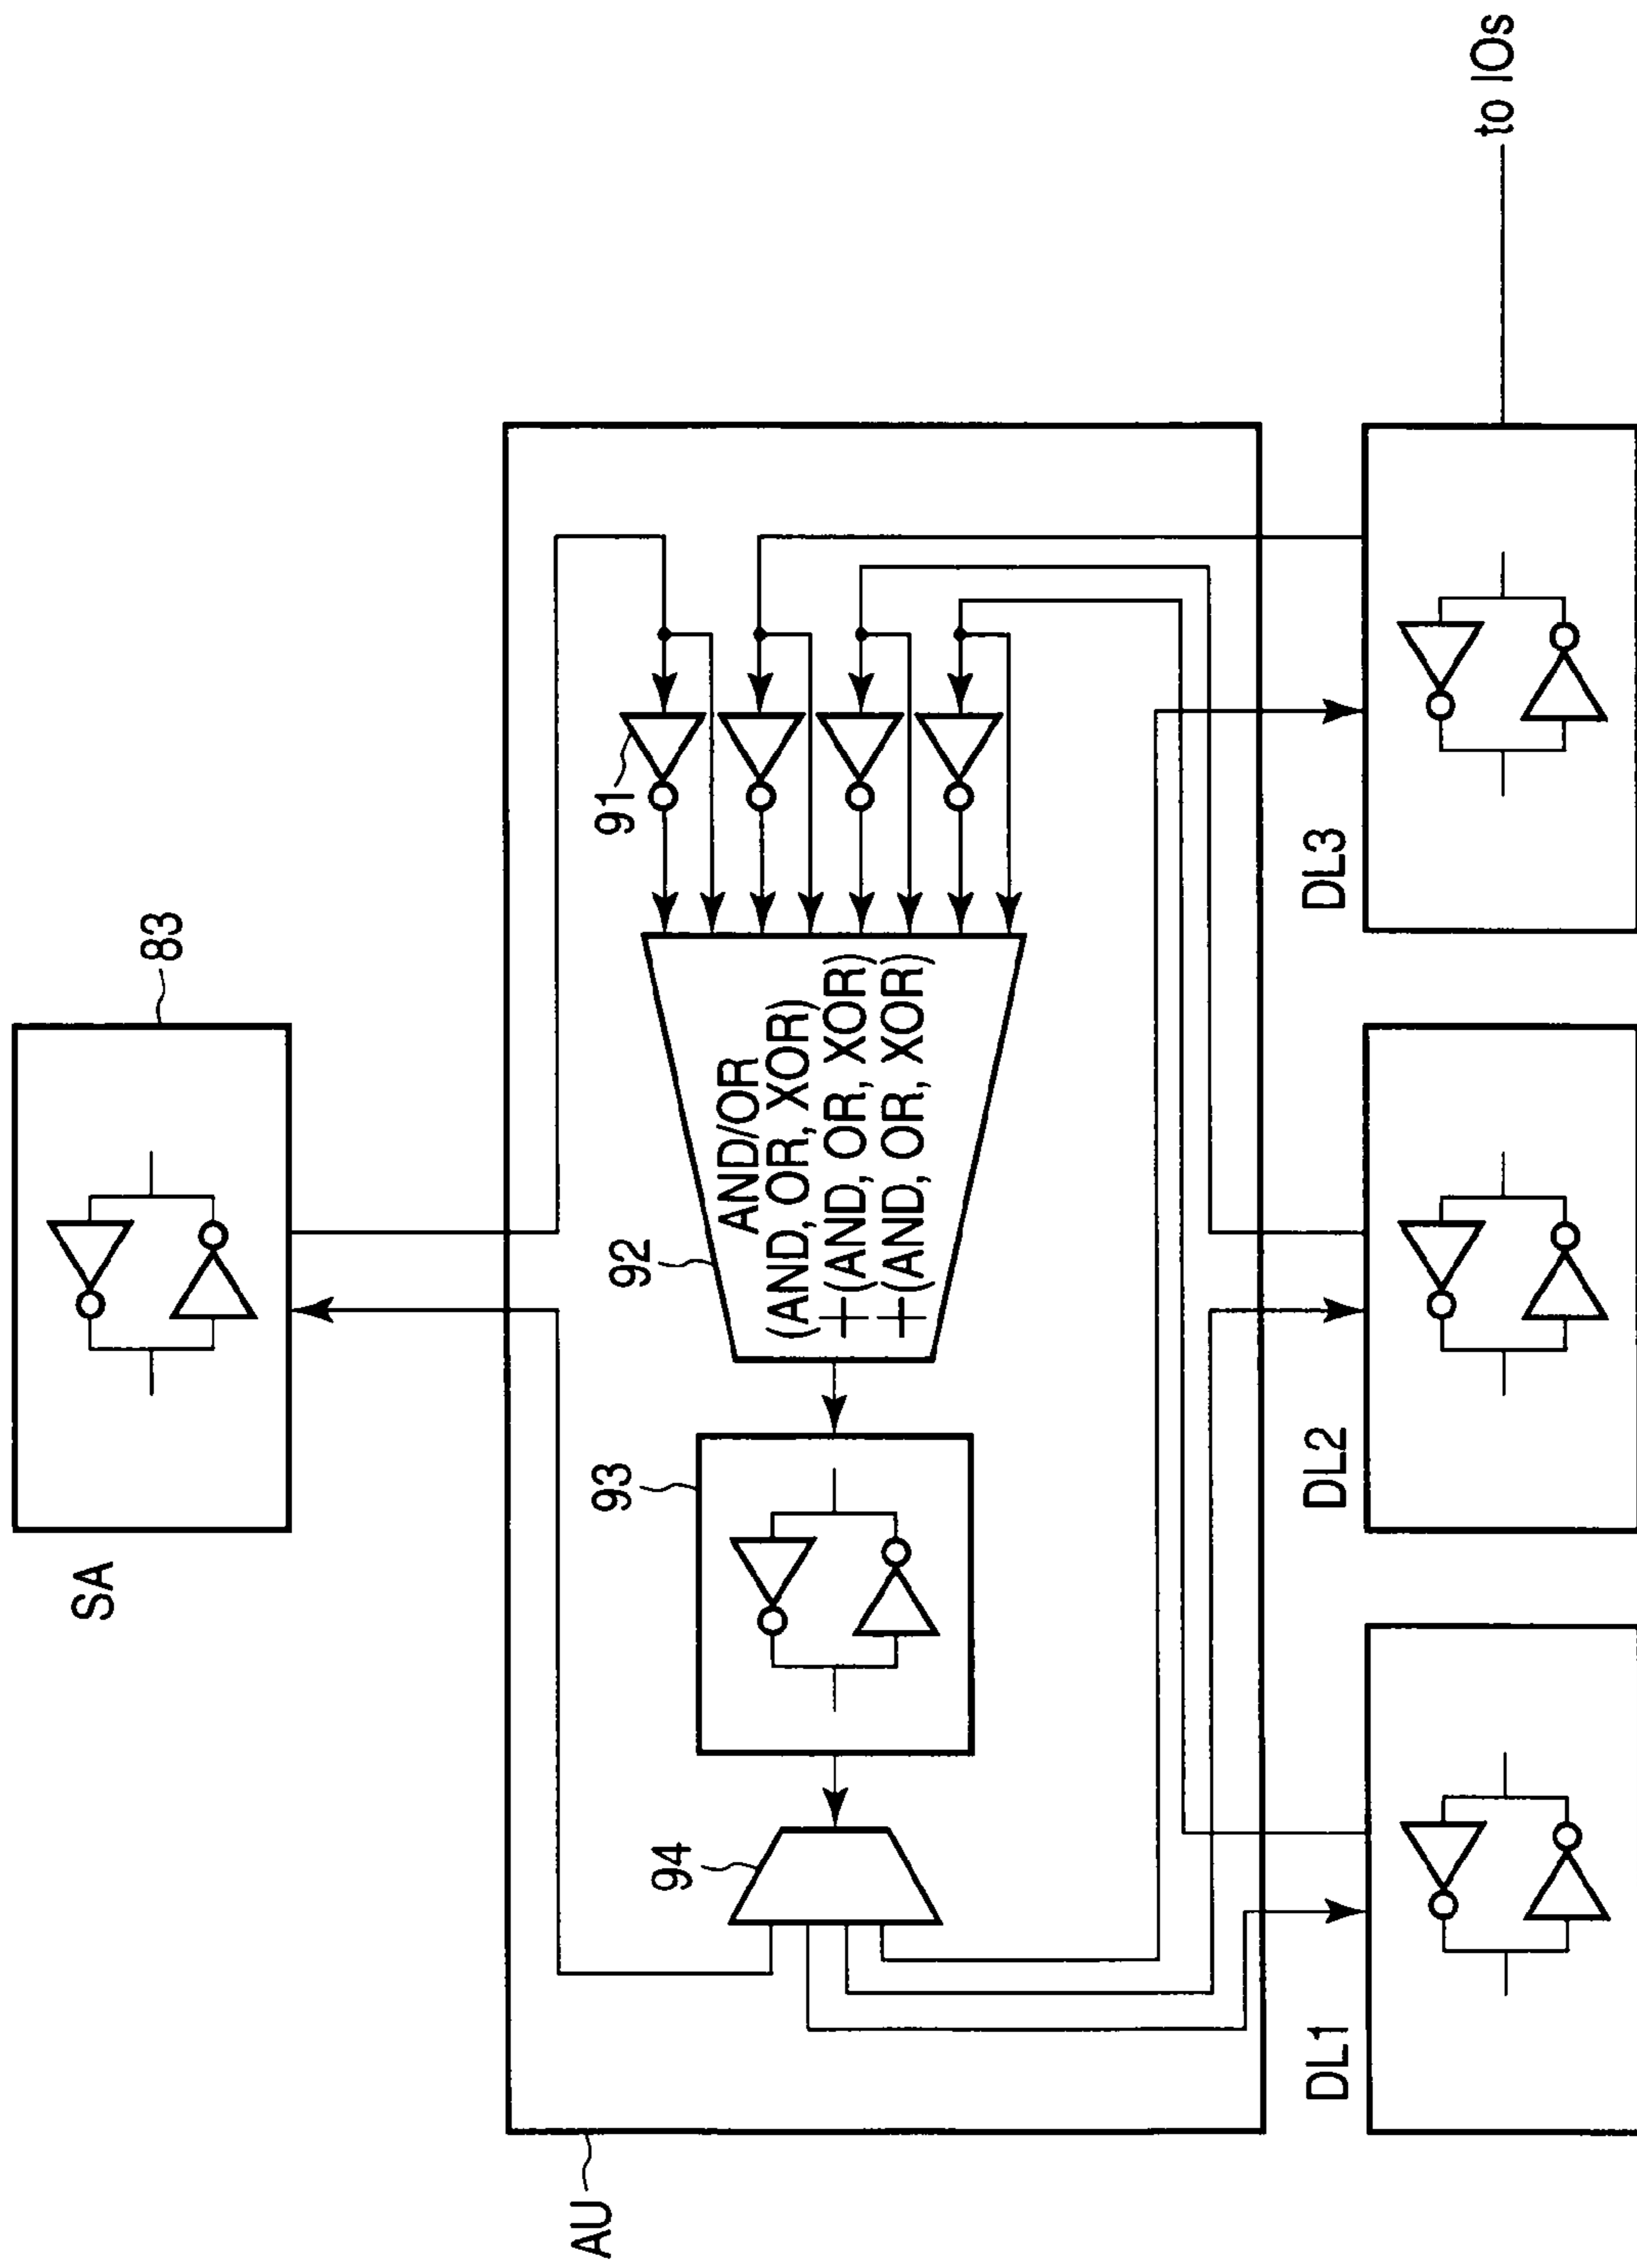 SA
83
AU
94
93
92
91
AND/OR
(AND, OR, XOR)
+(AND, OR, XOR)
+(AND, OR, XOR)
DL1
DL2
DL3
to IOs